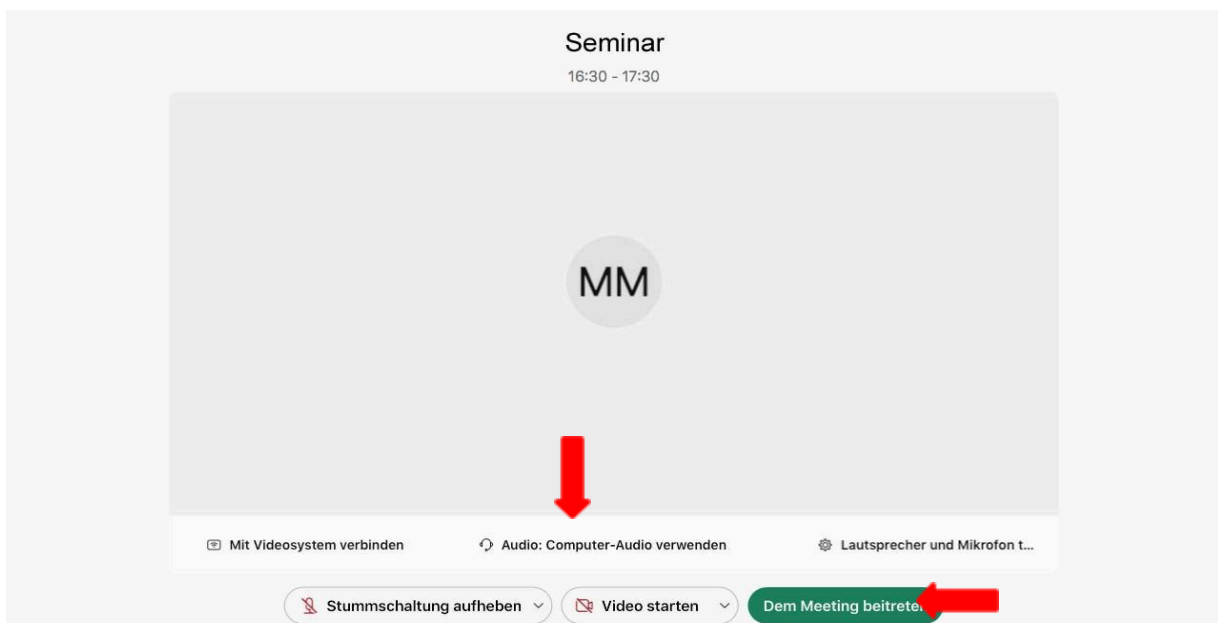 Seminar
16:30 - 17:30
MM
Mit Videosystem verbinden Audio: Computer-Audio verwenden Lautsprecher und Mikrofon t...
Stummschaltung aufheben Video starten Dem Meeting beitreten